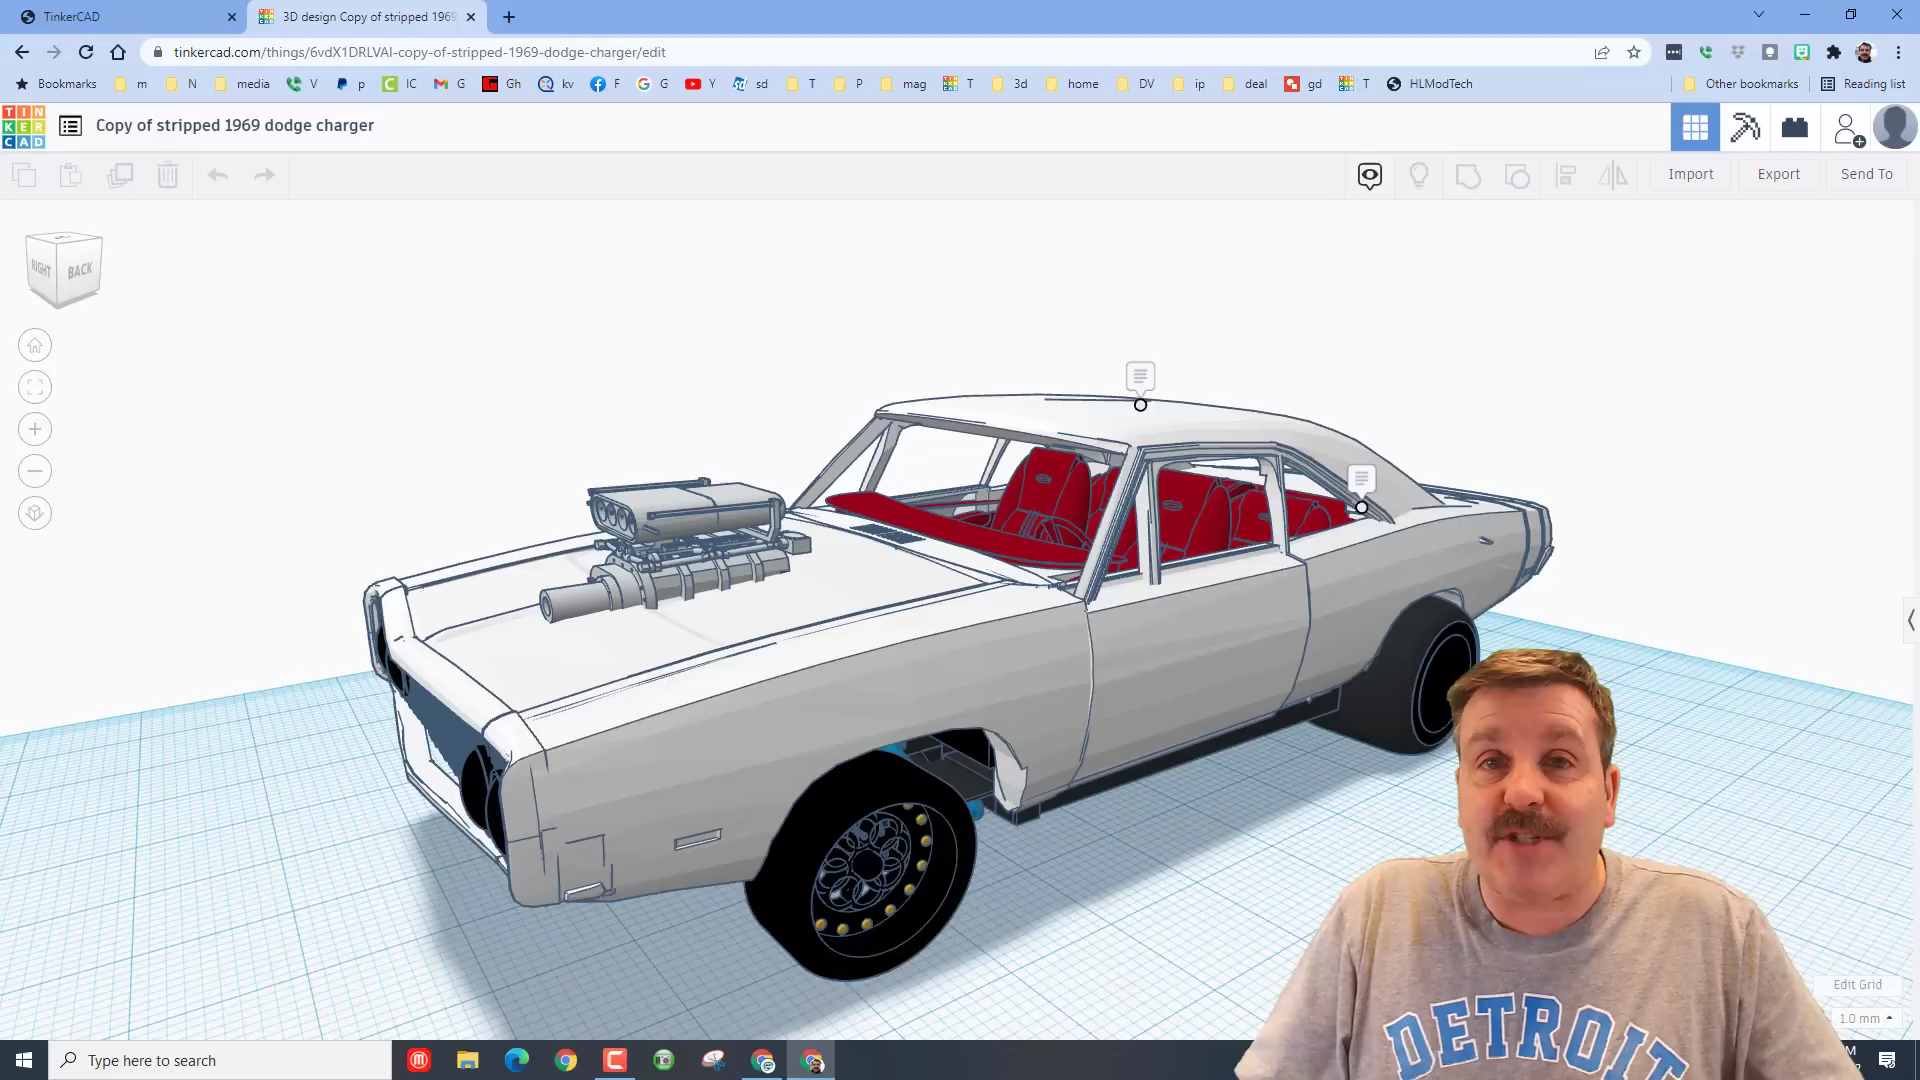 TinkerCAD
3D design Copy of stripped 1969
tinkercad.com/things/6vdX1DRLVAI-copy-of-stripped-1969-dodge-charger/edit
Bookmarks m N media V p IC G Gh kv F G Y sd T P mag T 3d home DV ip deal gd T HLModTech Other bookmarks Reading list
TIN
KER
CAD
Copy of stripped 1969 dodge charger
Import Export Send To
RIGHT BACK
DETROIT
Edit Grid
1.0 mm
Type here to search